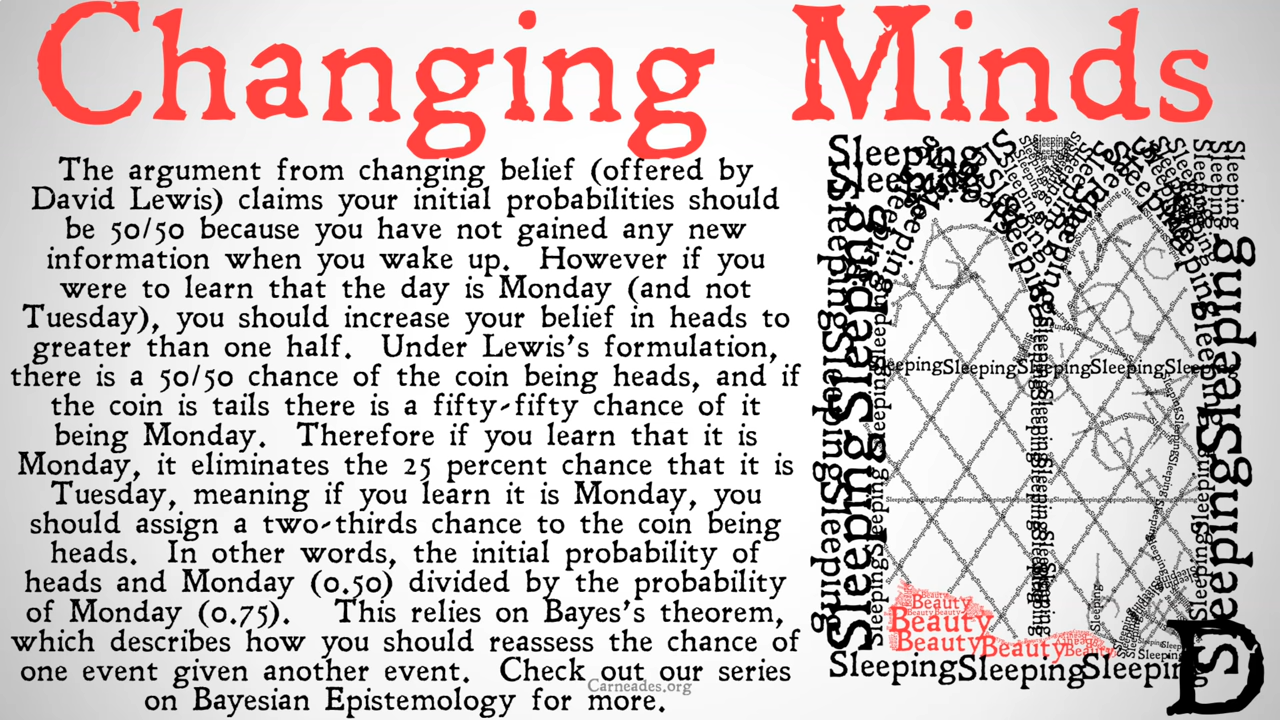 Changing Minds
The argument from changing belief (offered by
David Lewis) claims your initial probabilities should
be 50/50 because you have not gained any new
information when you wake up.  However if you
were to learn that the day is Monday (and not
Tuesday), you should increase your belief in heads to
greater than one half.  Under Lewis's formulation,
there is a 50/50 chance of the coin being heads, and if
the coin is tails there is a fifty-fifty chance of it
being Monday.  Therefore if you learn that it is
Monday, it eliminates the 25 percent chance that it is
Tuesday, meaning if you learn it is Monday, you
should assign a two-thirds chance to the coin being
heads.  In other words, the initial probability of
heads and Monday (0.50) divided by the probability
of Monday (0.75).  This relies on Bayes's theorem,
which describes how you should reassess the chance of
one event given another event.  Check out our series
on Bayesian Epistemology for more.
Carneades.org
Sleeping
Sleeping
SleepingSleepingSleepingSleepingSleeping
Beauty
Beauty
BeautyBeautyBeauty
SleepingSleepingSleeping
D